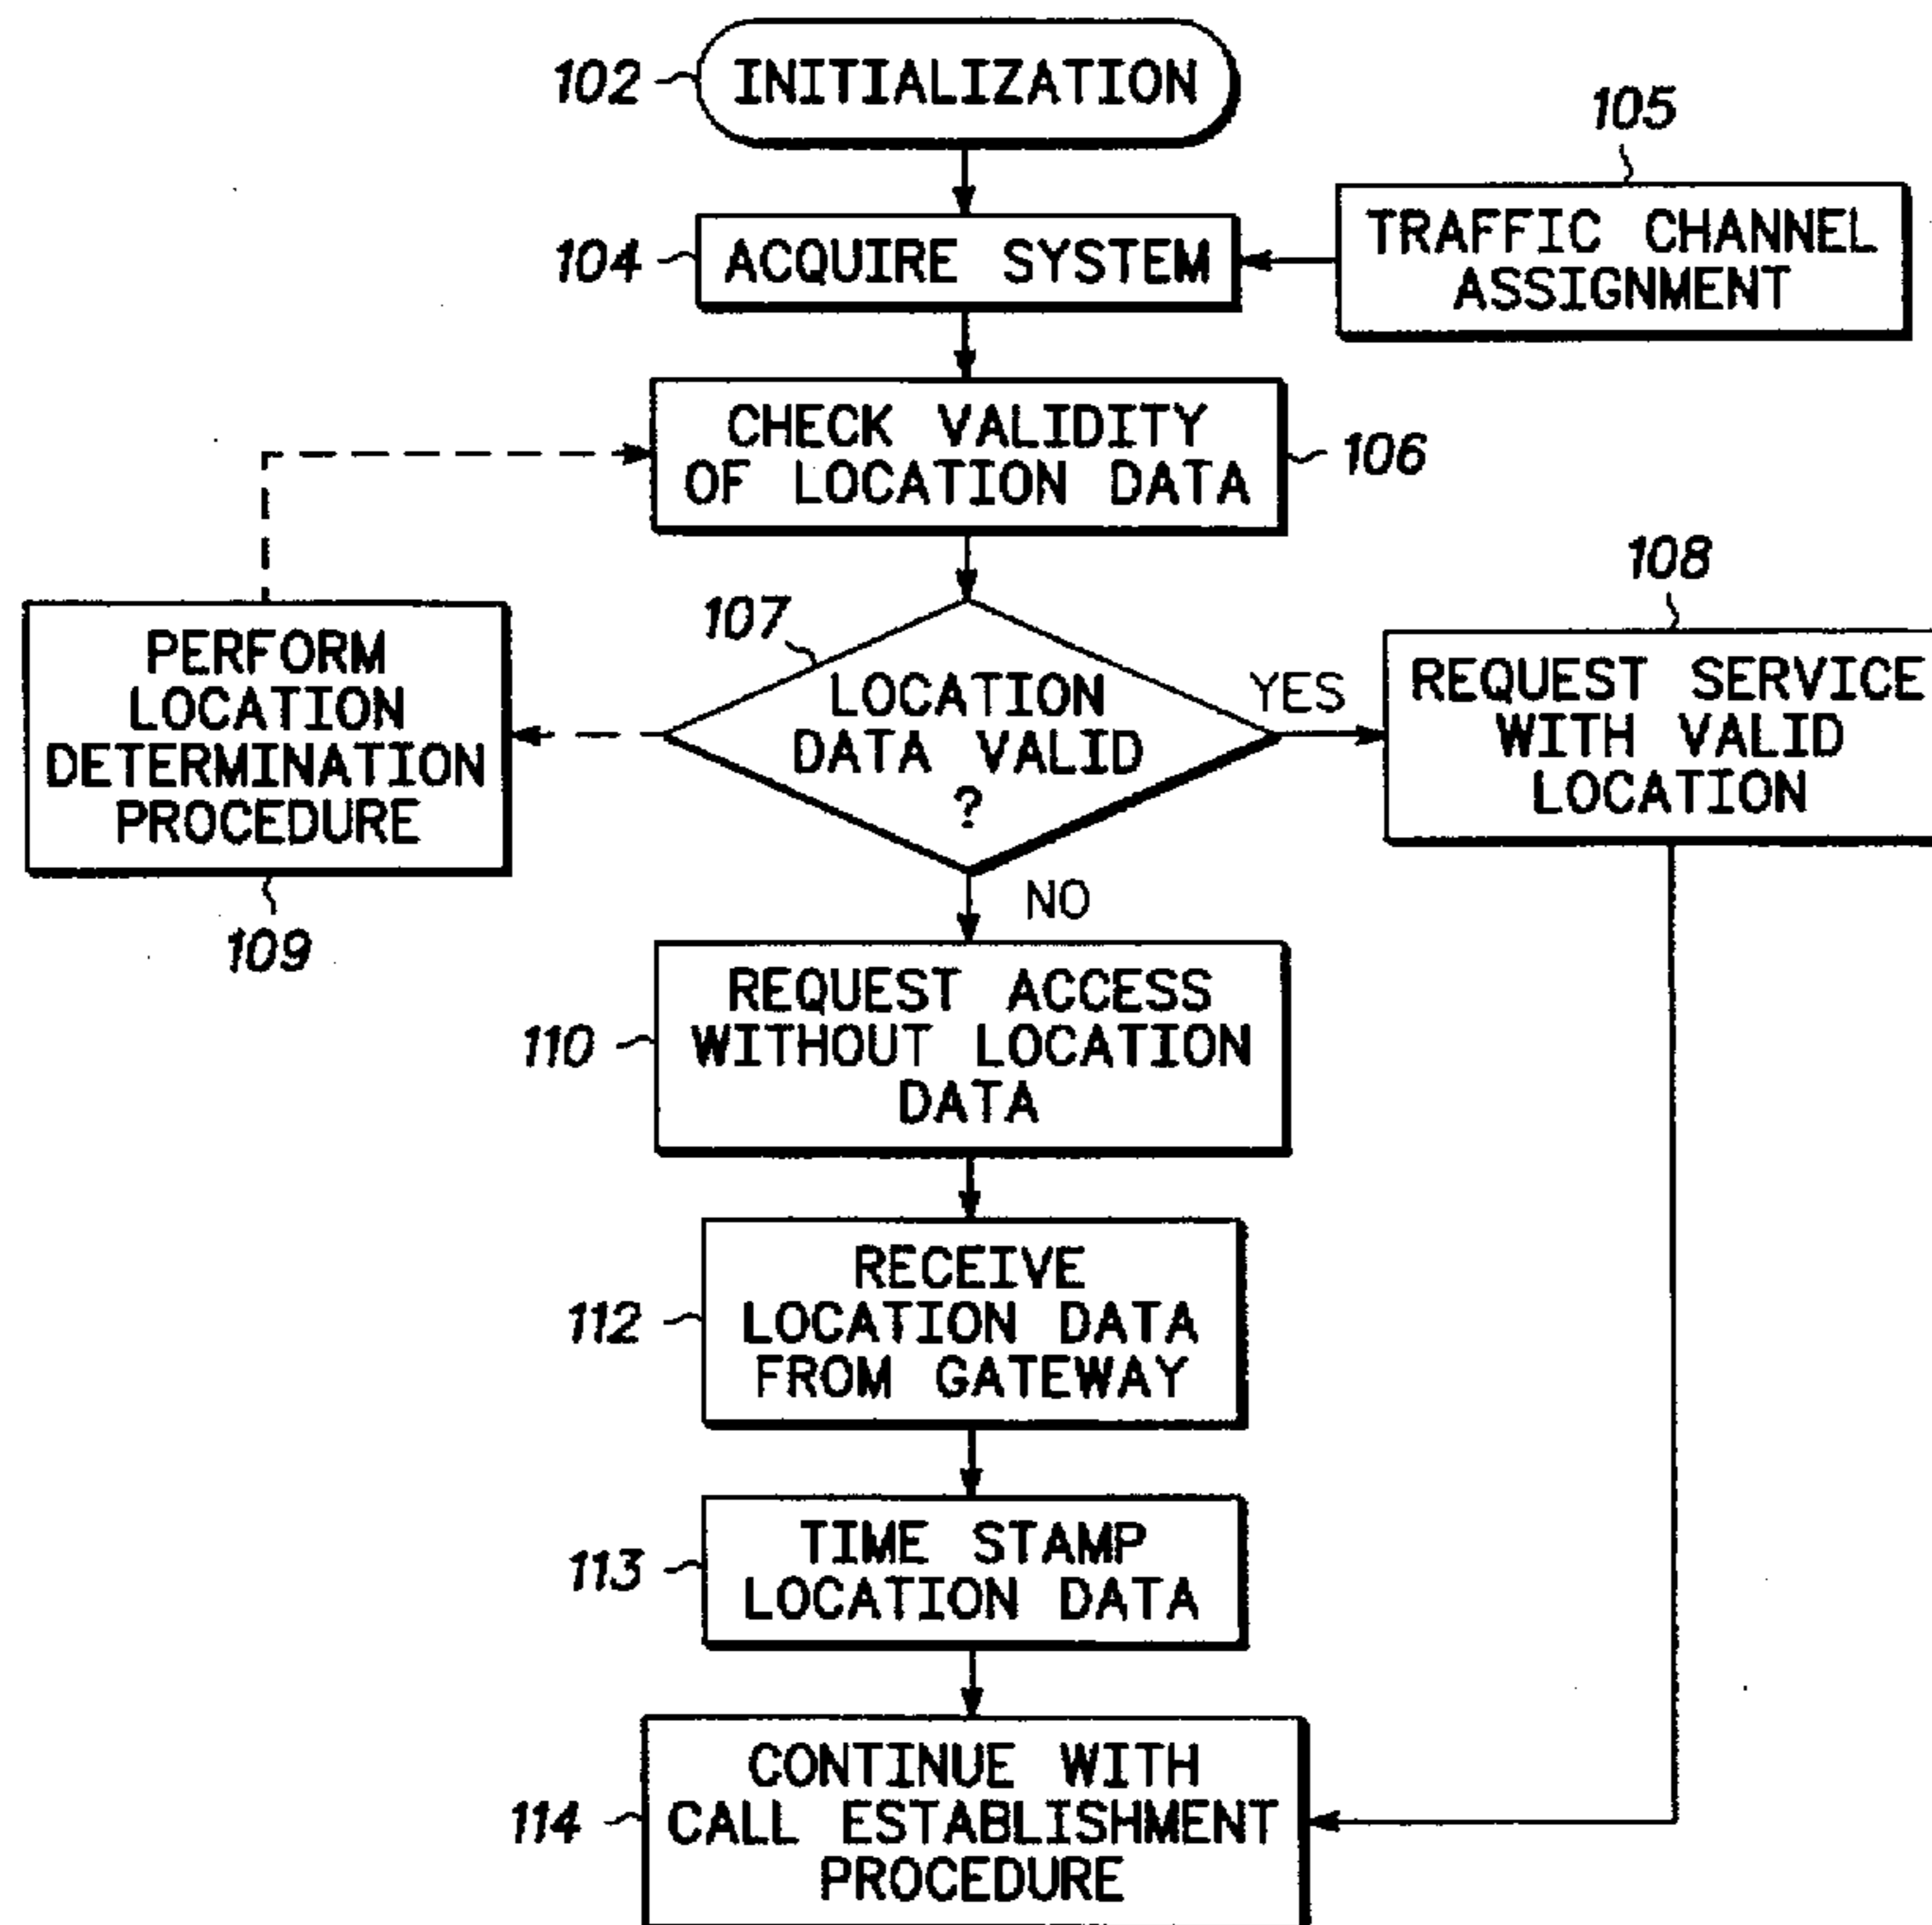 102
INITIALIZATION
105
TRAFFIC CHANNEL
ASSIGNMENT
104
ACQUIRE SYSTEM
CHECK VALIDITY
OF LOCATION DATA
106
107
LOCATION
DATA VALID
?
YES
NO
108
REQUEST SERVICE
WITH VALID
LOCATION
PERFORM
LOCATION
DETERMINATION
PROCEDURE
109
110
REQUEST ACCESS
WITHOUT LOCATION
DATA
112
RECEIVE
LOCATION DATA
FROM GATEWAY
113
TIME STAMP
LOCATION DATA
114
CONTINUE WITH
CALL ESTABLISHMENT
PROCEDURE